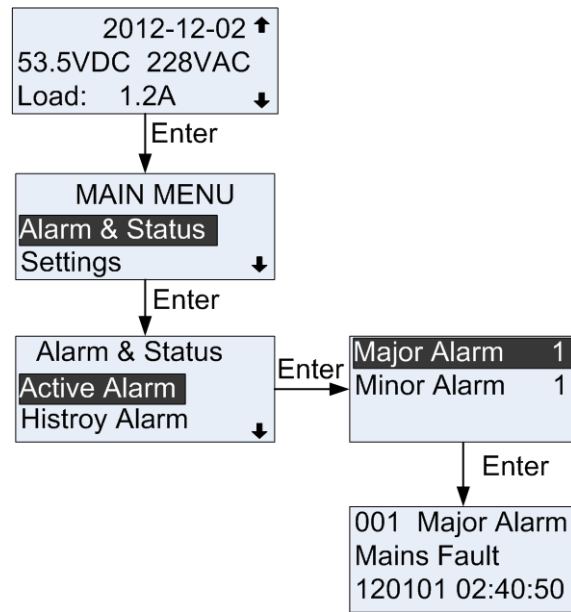 2012-12-02
53.5VDC 228VAC
Load: 1.2A
Enter
MAIN MENU
Alarm & Status
Settings
Enter
Alarm & Status
Active Alarm
Histroy Alarm
Enter
Major Alarm 1
Minor Alarm 1
Enter
001 Major Alarm
Mains Fault
120101 02:40:50